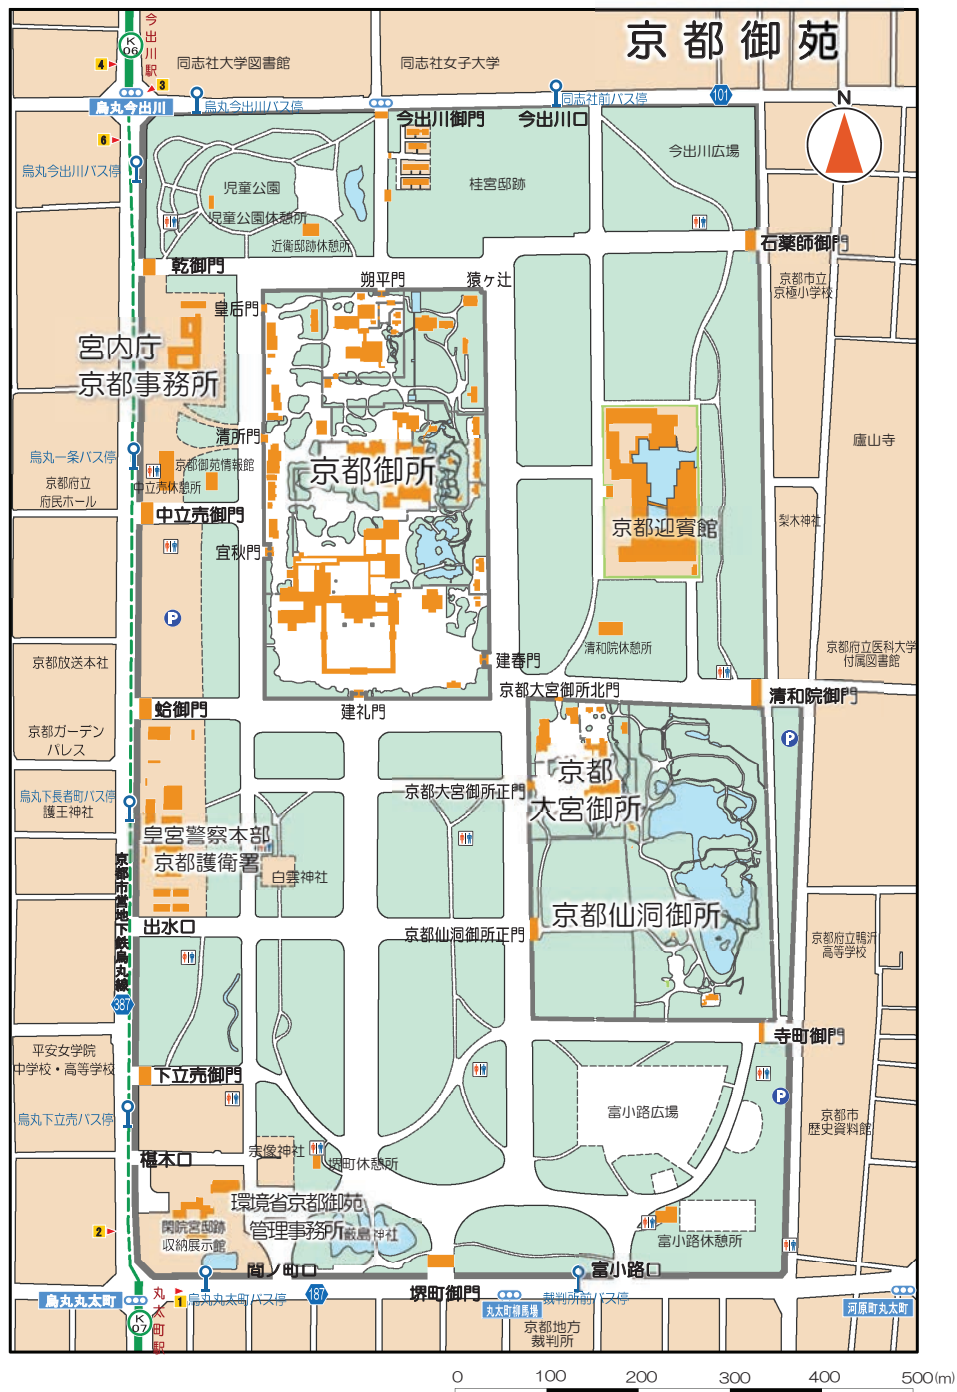 京都御苑
今出川駅
K
06
4
3
同志社大学図書館
同志社女子大学
烏丸今出川
烏丸今出川バス停
同志社前バス停
101
N
6
今出川御門
今出川口
烏丸今出川バス停
今出川広場
児童公園
桂宮邸跡
児童公園休憩所
近衛邸跡休憩所
石薬師御門
乾御門
朔平門
猿ヶ辻
京都市立
京極小学校
皇后門
宮内庁
京都事務所
清所門
廬山寺
烏丸一条バス停
京都御苑情報館
京都御所
京都府立
府民ホール
中立売休憩所
中立売御門
梨木神社
京都迎賓館
宜秋門
P
京都放送本社
清和院休憩所
京都府立医科大学
付属図書館
建春門
京都大宮御所北門
清和院御門
蛤御門
建礼門
京都ガーデン
パレス
P
京都
大宮御所
京都大宮御所正門
烏丸下長者町バス停
護王神社
皇宮警察本部
京都護衛署
京都市営地下鉄烏丸線
白雲神社
京都仙洞御所
出水口
京都仙洞御所正門
京都府立鴨沂
高等学校
387
寺町御門
平安女学院
中学校・高等学校
下立売御門
P
烏丸下立売バス停
富小路広場
京都市
歴史資料館
椹木口
宗像神社
堺町休憩所
環境省京都御苑
管理事務所
厳島神社
閑院宮邸跡
収納展示館
2
富小路休憩所
間ノ町口
富小路口
烏丸丸太町
1
烏丸丸太町バス停
187
堺町御門
丸太町柳馬場
裁判所前バス停
河原町丸太町
丸太町駅
K
07
京都地方
裁判所
0 100 200 300 400 500(m)